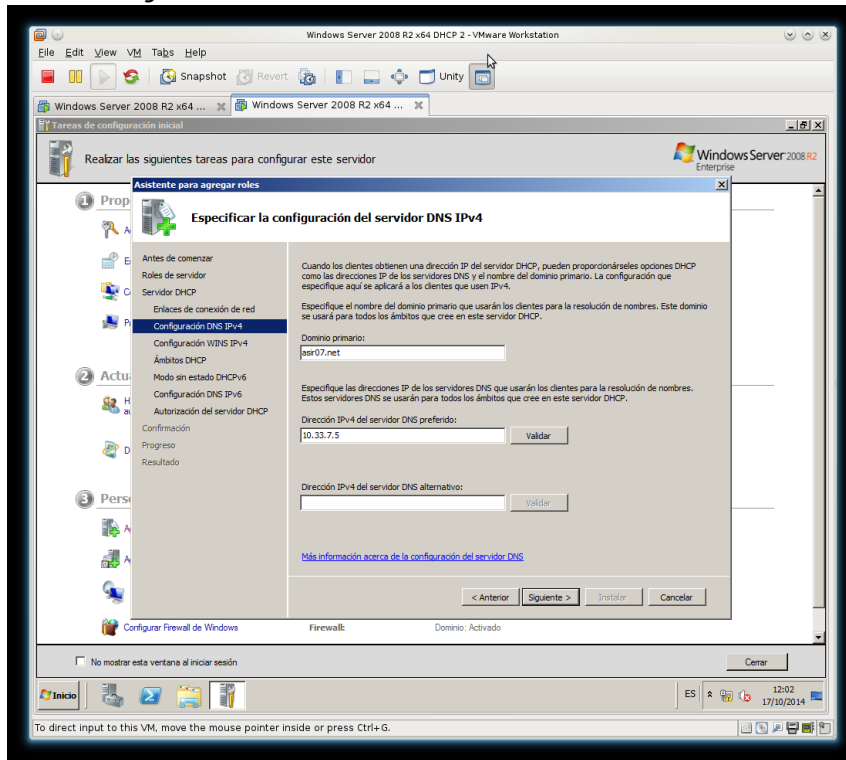 Windows Server 2008 R2 x64 DHCP 2 - VMware Workstation
File Edit View VM Tabs Help
Snapshot Revert Unity
Windows Server 2008 R2 x64 ... Windows Server 2008 R2 x64 ...
Tareas de configuración inicial
Realizar las siguientes tareas para configurar este servidor
Windows Server 2008 R2
Enterprise
Asistente para agregar roles
Especificar la configuración del servidor DNS IPv4
1 Prop
2 Actu
3 Pers
Antes de comenzar
Roles de servidor
Servidor DHCP
Enlaces de conexión de red
Configuración DNS IPv4
Configuración WINS IPv4
Ámbitos DHCP
Modo sin estado DHCPv6
Configuración DNS IPv6
Autorización del servidor DHCP
Confirmación
Progreso
Resultado
Cuando los clientes obtienen una dirección IP del servidor DHCP, pueden proporcionárseles opciones DHCP
como las direcciones IP de los servidores DNS y el nombre del dominio primario. La configuración que
especifique aquí se aplicará a los clientes que usen IPv4.
Especifique el nombre del dominio primario que usarán los clientes para la resolución de nombres. Este dominio
se usará para todos los ámbitos que cree en este servidor DHCP.
Dominio primario:
asir07.net
Especifique las direcciones IP de los servidores DNS que usarán los clientes para la resolución de nombres.
Estos servidores DNS se usarán para todos los ámbitos que cree en este servidor DHCP.
Dirección IPv4 del servidor DNS preferido:
10.33.7.5 Validar
Dirección IPv4 del servidor DNS alternativo:
Validar
Más información acerca de la configuración del servidor DNS
< Anterior Siguiente > Instalar Cancelar
Configurar Firewall de Windows Firewall: Dominio: Activado
No mostrar esta ventana al iniciar sesión Cerrar
Inicio ES 12:02
17/10/2014
To direct input to this VM, move the mouse pointer inside or press Ctrl+G.